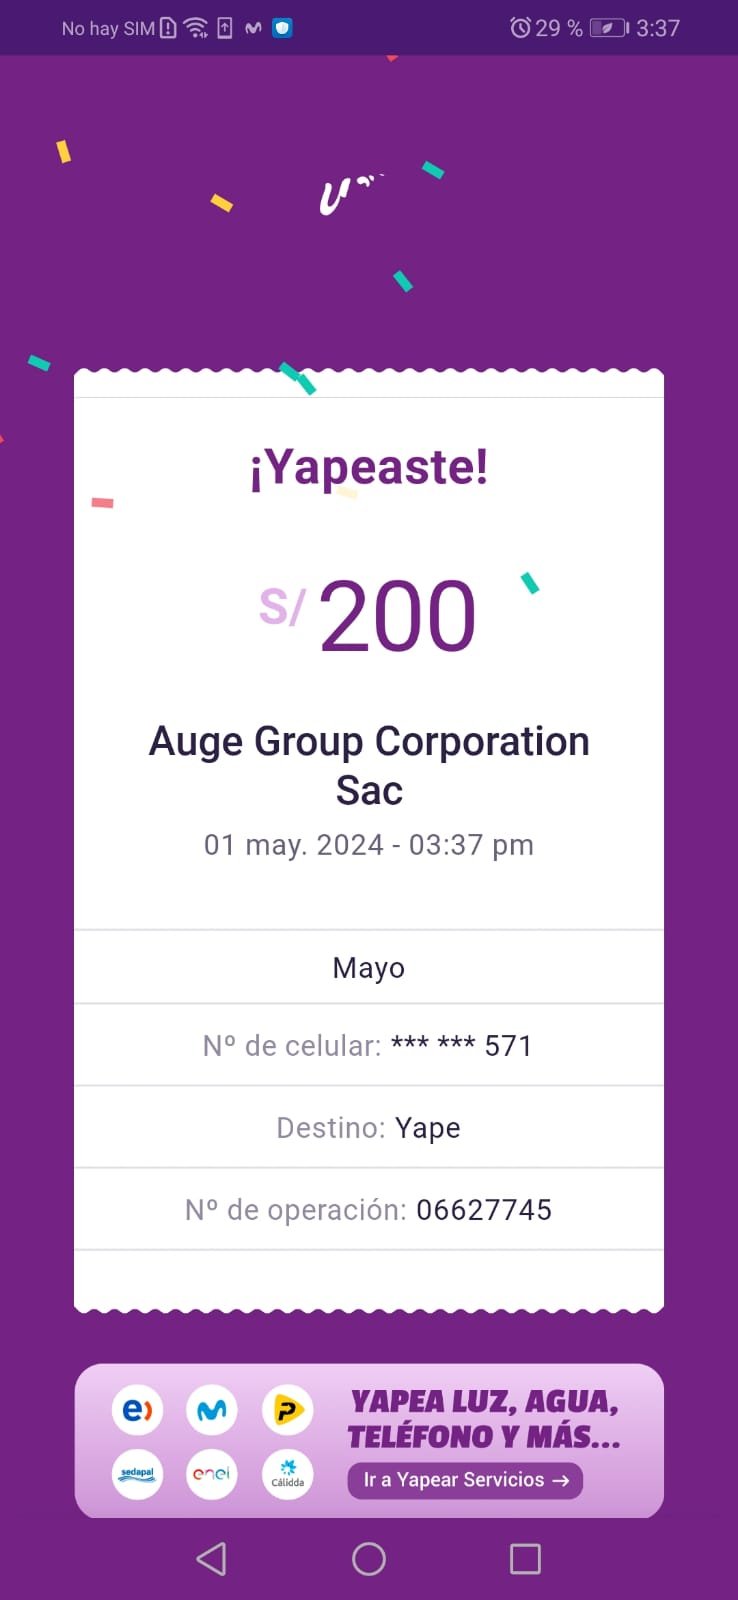 No hay SIM 29 % 3:37
¡Yapeaste!
S/ 200
Auge Group Corporation
Sac
01 may. 2024 - 03:37 pm
Mayo
Nº de celular: *** *** 571
Destino: Yape
Nº de operación: 06627745
YAPEA LUZ, AGUA,
TELÉFONO Y MÁS...
sedapal enel Cálidda
Ir a Yapear Servicios →